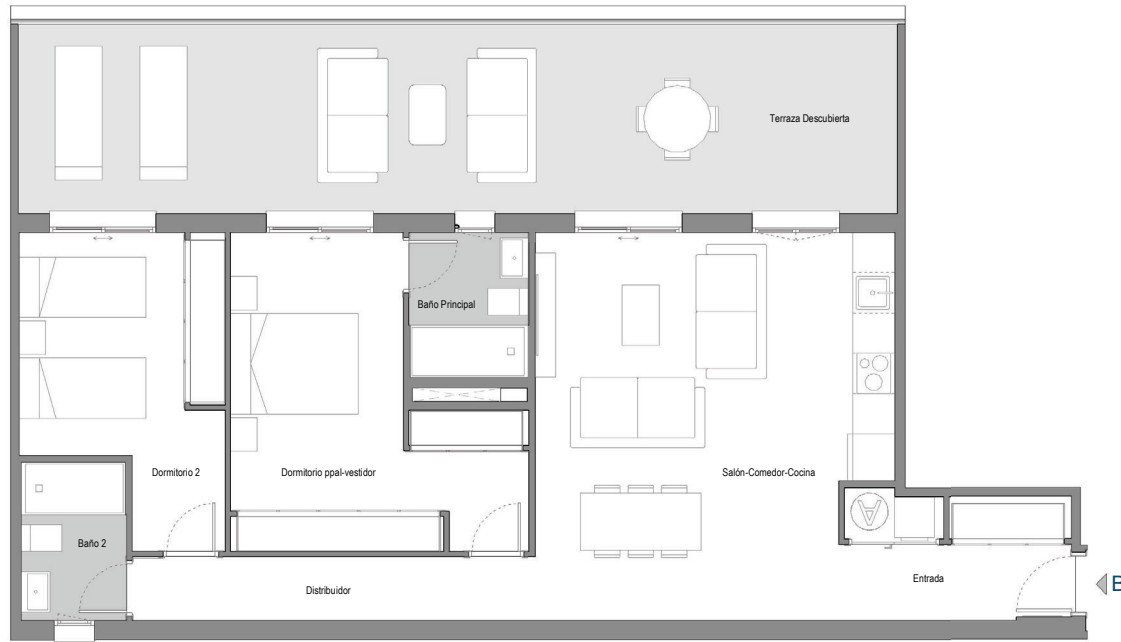 Terraza Descubierta
Baño Principal
Dormitorio 2
Dormitorio ppal-vestidor
Salón-Comedor-Cocina
Baño 2
Distribuidor
Entrada
A
B